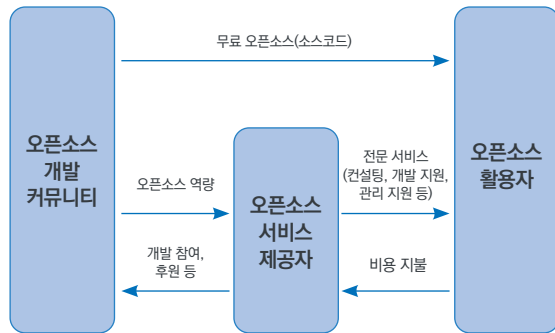 무료 오픈소스(소스코드)
오픈소스
개발
커뮤니티
오픈소스 역량
개발 참여,
후원 등
오픈소스
서비스
제공자
전문 서비스
(컨설팅, 개발 지원,
관리 지원 등)
비용 지불
오픈소스
활용자